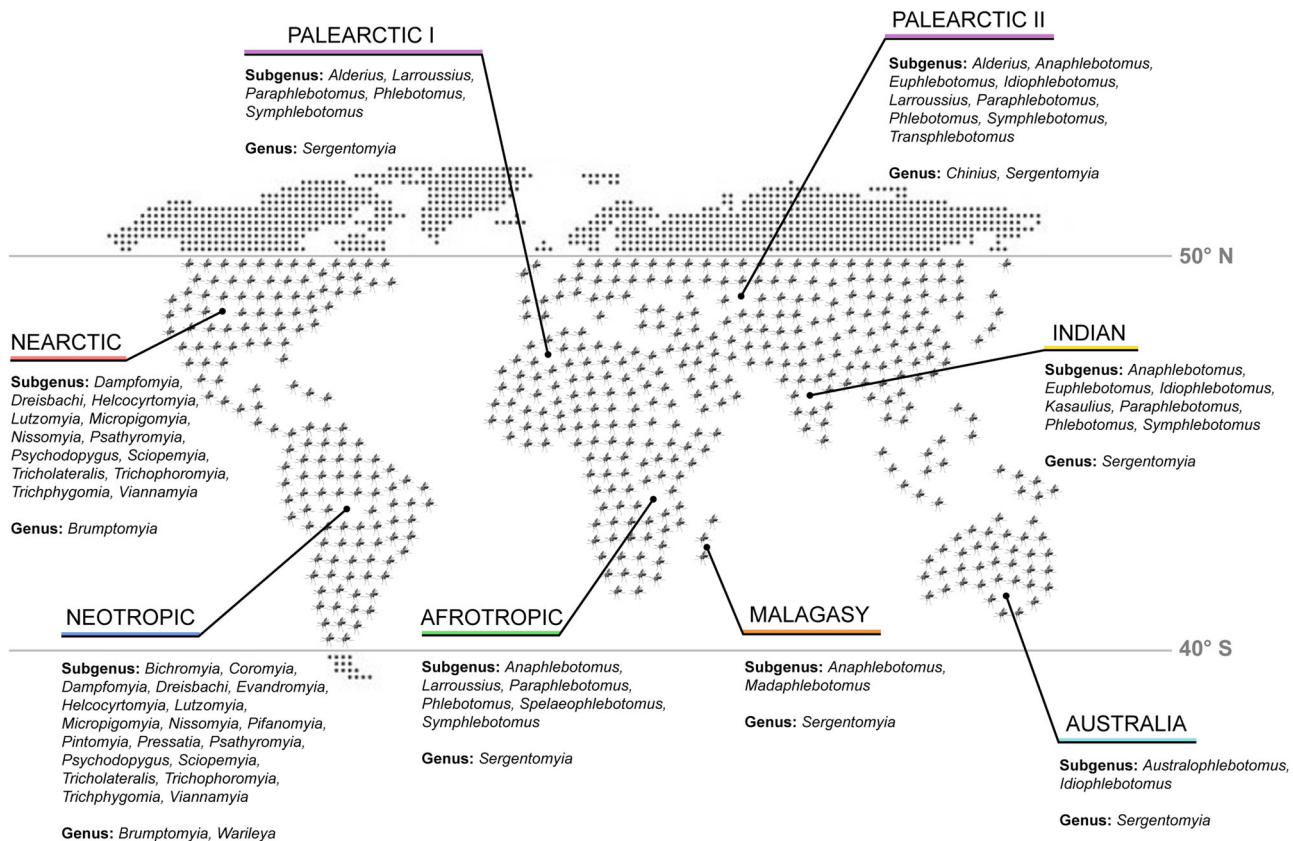 PALEARCTIC I
Subgenus: Alderius, Larroussius,
Paraphlebotomus, Phlebotomus,
Symphlebotomus
Genus: Sergentomyia
PALEARCTIC II
Subgenus: Alderius, Anaphlebotomus,
Euphlebotomus, Idiophlebotomus,
Larroussius, Paraphlebotomus,
Phlebotomus, Symphlebotomus,
Transphlebotomus
Genus: Chinius, Sergentomyia
50° N
NEARCTIC
Subgenus: Dampfomyia,
Dreisbachi, Helcocyrtomyia,
Lutzomyia, Micropigomyia,
Nissomyia, Psathyromyia,
Psychodopygus, Sciopemyia,
Tricholateralis, Trichophoromyia,
Trichphygomia, Viannamyia
Genus: Brumptomyia
INDIAN
Subgenus: Anaphlebotomus,
Euphlebotomus, Idiophlebotomus,
Kasaulius, Paraphlebotomus,
Phlebotomus, Symphlebotomus
Genus: Sergentomyia
NEOTROPIC
Subgenus: Bichromyia, Coromyia,
Dampfomyia, Dreisbachi, Evandromyia,
Helcocyrtomyia, Lutzomyia,
Micropigomyia, Nissomyia, Pifanomyia,
Pintomyia, Pressatia, Psathyromyia,
Psychodopygus, Sciopemyia,
Tricholateralis, Trichophoromyia,
Trichphygomia, Viannamyia
Genus: Brumptomyia, Warileya
AFROTROPIC
Subgenus: Anaphlebotomus,
Larroussius, Paraphlebotomus,
Phlebotomus, Spelaeophlebotomus,
Symphlebotomus
Genus: Sergentomyia
MALAGASY
Subgenus: Anaphlebotomus,
Madaphlebotomus
Genus: Sergentomyia
40° S
AUSTRALIA
Subgenus: Australophlebotomus,
Idiophlebotomus
Genus: Sergentomyia